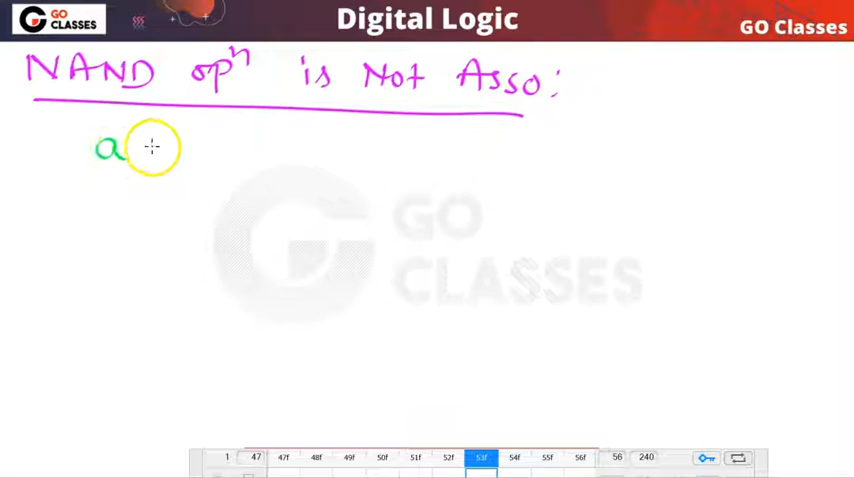 GO
CLASSES
Digital Logic
GO Classes
NAND opⁿ is Not Asso:
a
GO
CLASSES
1 47 47f 48f 49f 50f 51f 52f 53f 54f 55f 56f 56 240